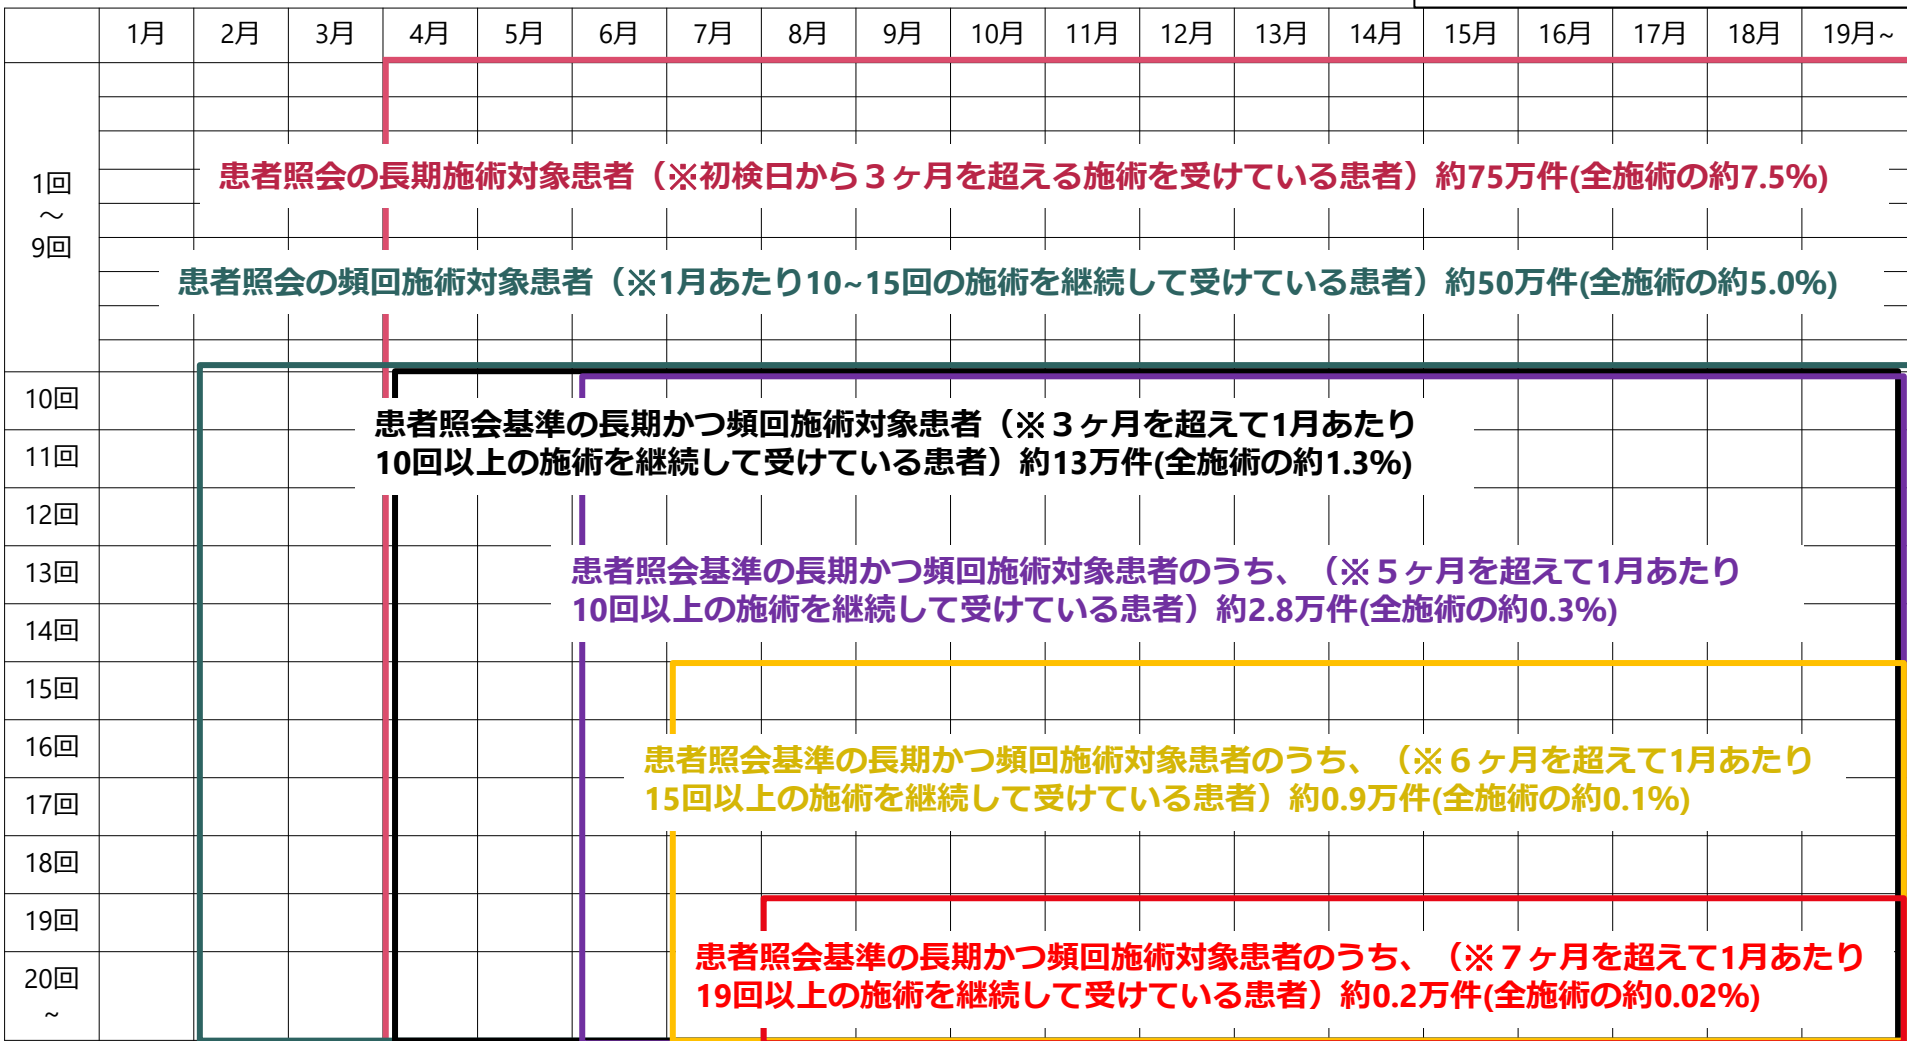 1月 2月 3月 4月 5月 6月 7月 8月 9月 10月 11月 12月 13月 14月 15月 16月 17月 18月 19月~
1回
～
9回
患者照会の長期施術対象患者（※初検日から３ヶ月を超える施術を受けている患者）約75万件(全施術の約7.5%)
患者照会の頻回施術対象患者（※1月あたり10~15回の施術を継続して受けている患者）約50万件(全施術の約5.0%)
10回
患者照会基準の長期かつ頻回施術対象患者（※３ヶ月を超えて1月あたり
11回
10回以上の施術を継続して受けている患者）約13万件(全施術の約1.3%)
12回
13回
患者照会基準の長期かつ頻回施術対象患者のうち、（※５ヶ月を超えて1月あたり
10回以上の施術を継続して受けている患者）約2.8万件(全施術の約0.3%)
14回
15回
16回
患者照会基準の長期かつ頻回施術対象患者のうち、（※６ヶ月を超えて1月あたり
15回以上の施術を継続して受けている患者）約0.9万件(全施術の約0.1%)
17回
18回
19回
患者照会基準の長期かつ頻回施術対象患者のうち、（※７ヶ月を超えて1月あたり
19回以上の施術を継続して受けている患者）約0.2万件(全施術の約0.02%)
20回
~